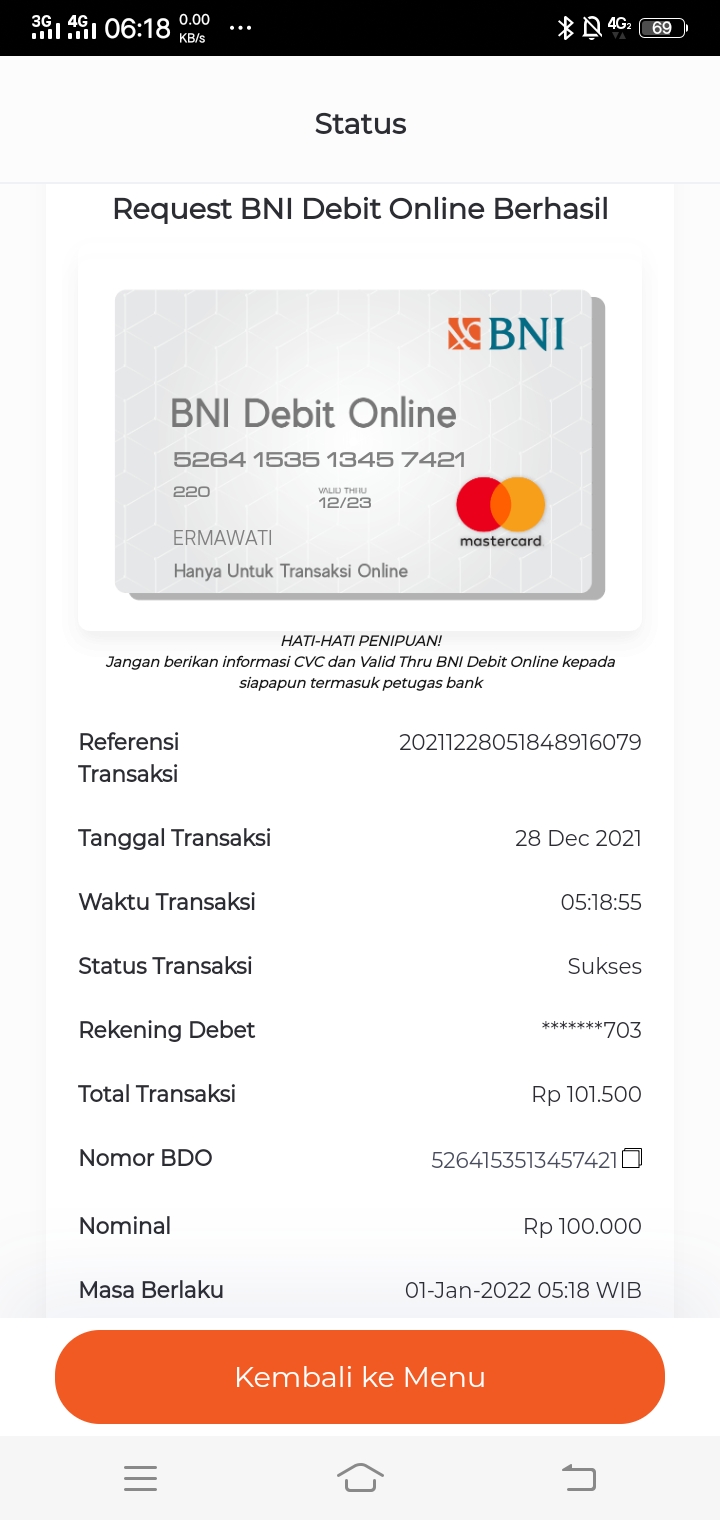 3G 4G 06:18 0.00 KB/s ... 4G2 69
Status
Request BNI Debit Online Berhasil
BNI
BNI Debit Online
5264 1535 1345 7421
220 VALID THRU 12/23
mastercard
ERMAWATI
Hanya Untuk Transaksi Online
HATI-HATI PENIPUAN!
Jangan berikan informasi CVC dan Valid Thru BNI Debit Online kepada
siapapun termasuk petugas bank
Referensi Transaksi 20211228051848916079
Tanggal Transaksi 28 Dec 2021
Waktu Transaksi 05:18:55
Status Transaksi Sukses
Rekening Debet *******703
Total Transaksi Rp 101.500
Nomor BDO 5264153513457421
Nominal Rp 100.000
Masa Berlaku 01-Jan-2022 05:18 WIB
Kembali ke Menu